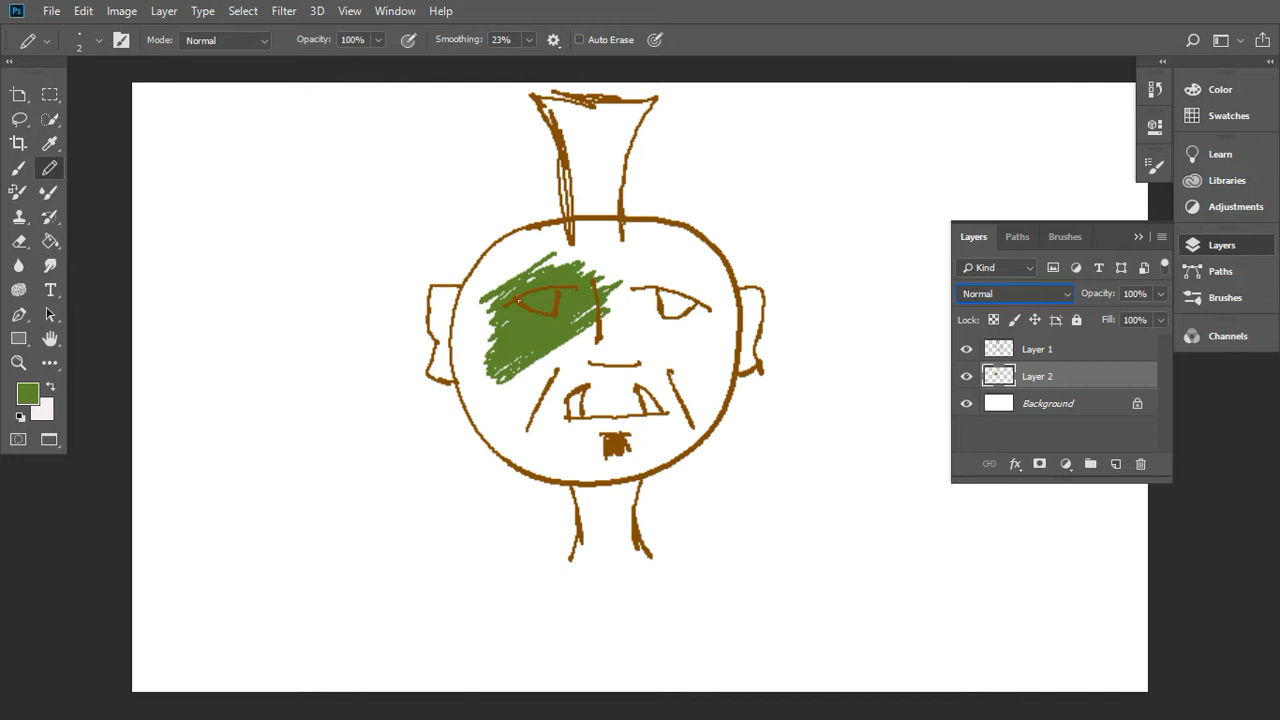 Ps File Edit Image Layer Type Select Filter 3D View Window Help
2 Mode: Normal Opacity: 100% Smoothing: 23% Auto Erase
Color
Swatches
Learn
Libraries
Adjustments
Layers
Paths
Brushes
Channels
Layers Paths Brushes
Kind
Normal Opacity: 100%
Lock: Fill: 100%
Layer 1
Layer 2
Background